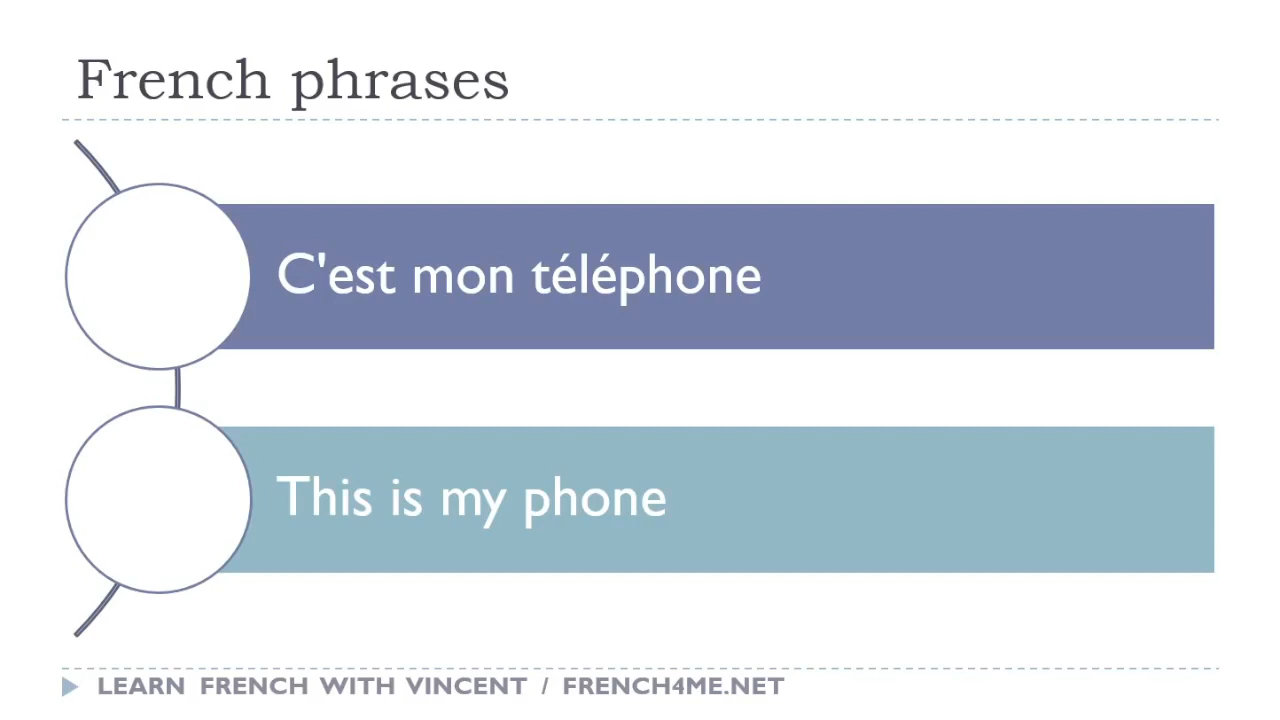 French phrases
C'est mon téléphone
This is my phone
LEARN FRENCH WITH VINCENT / FRENCH4ME.NET